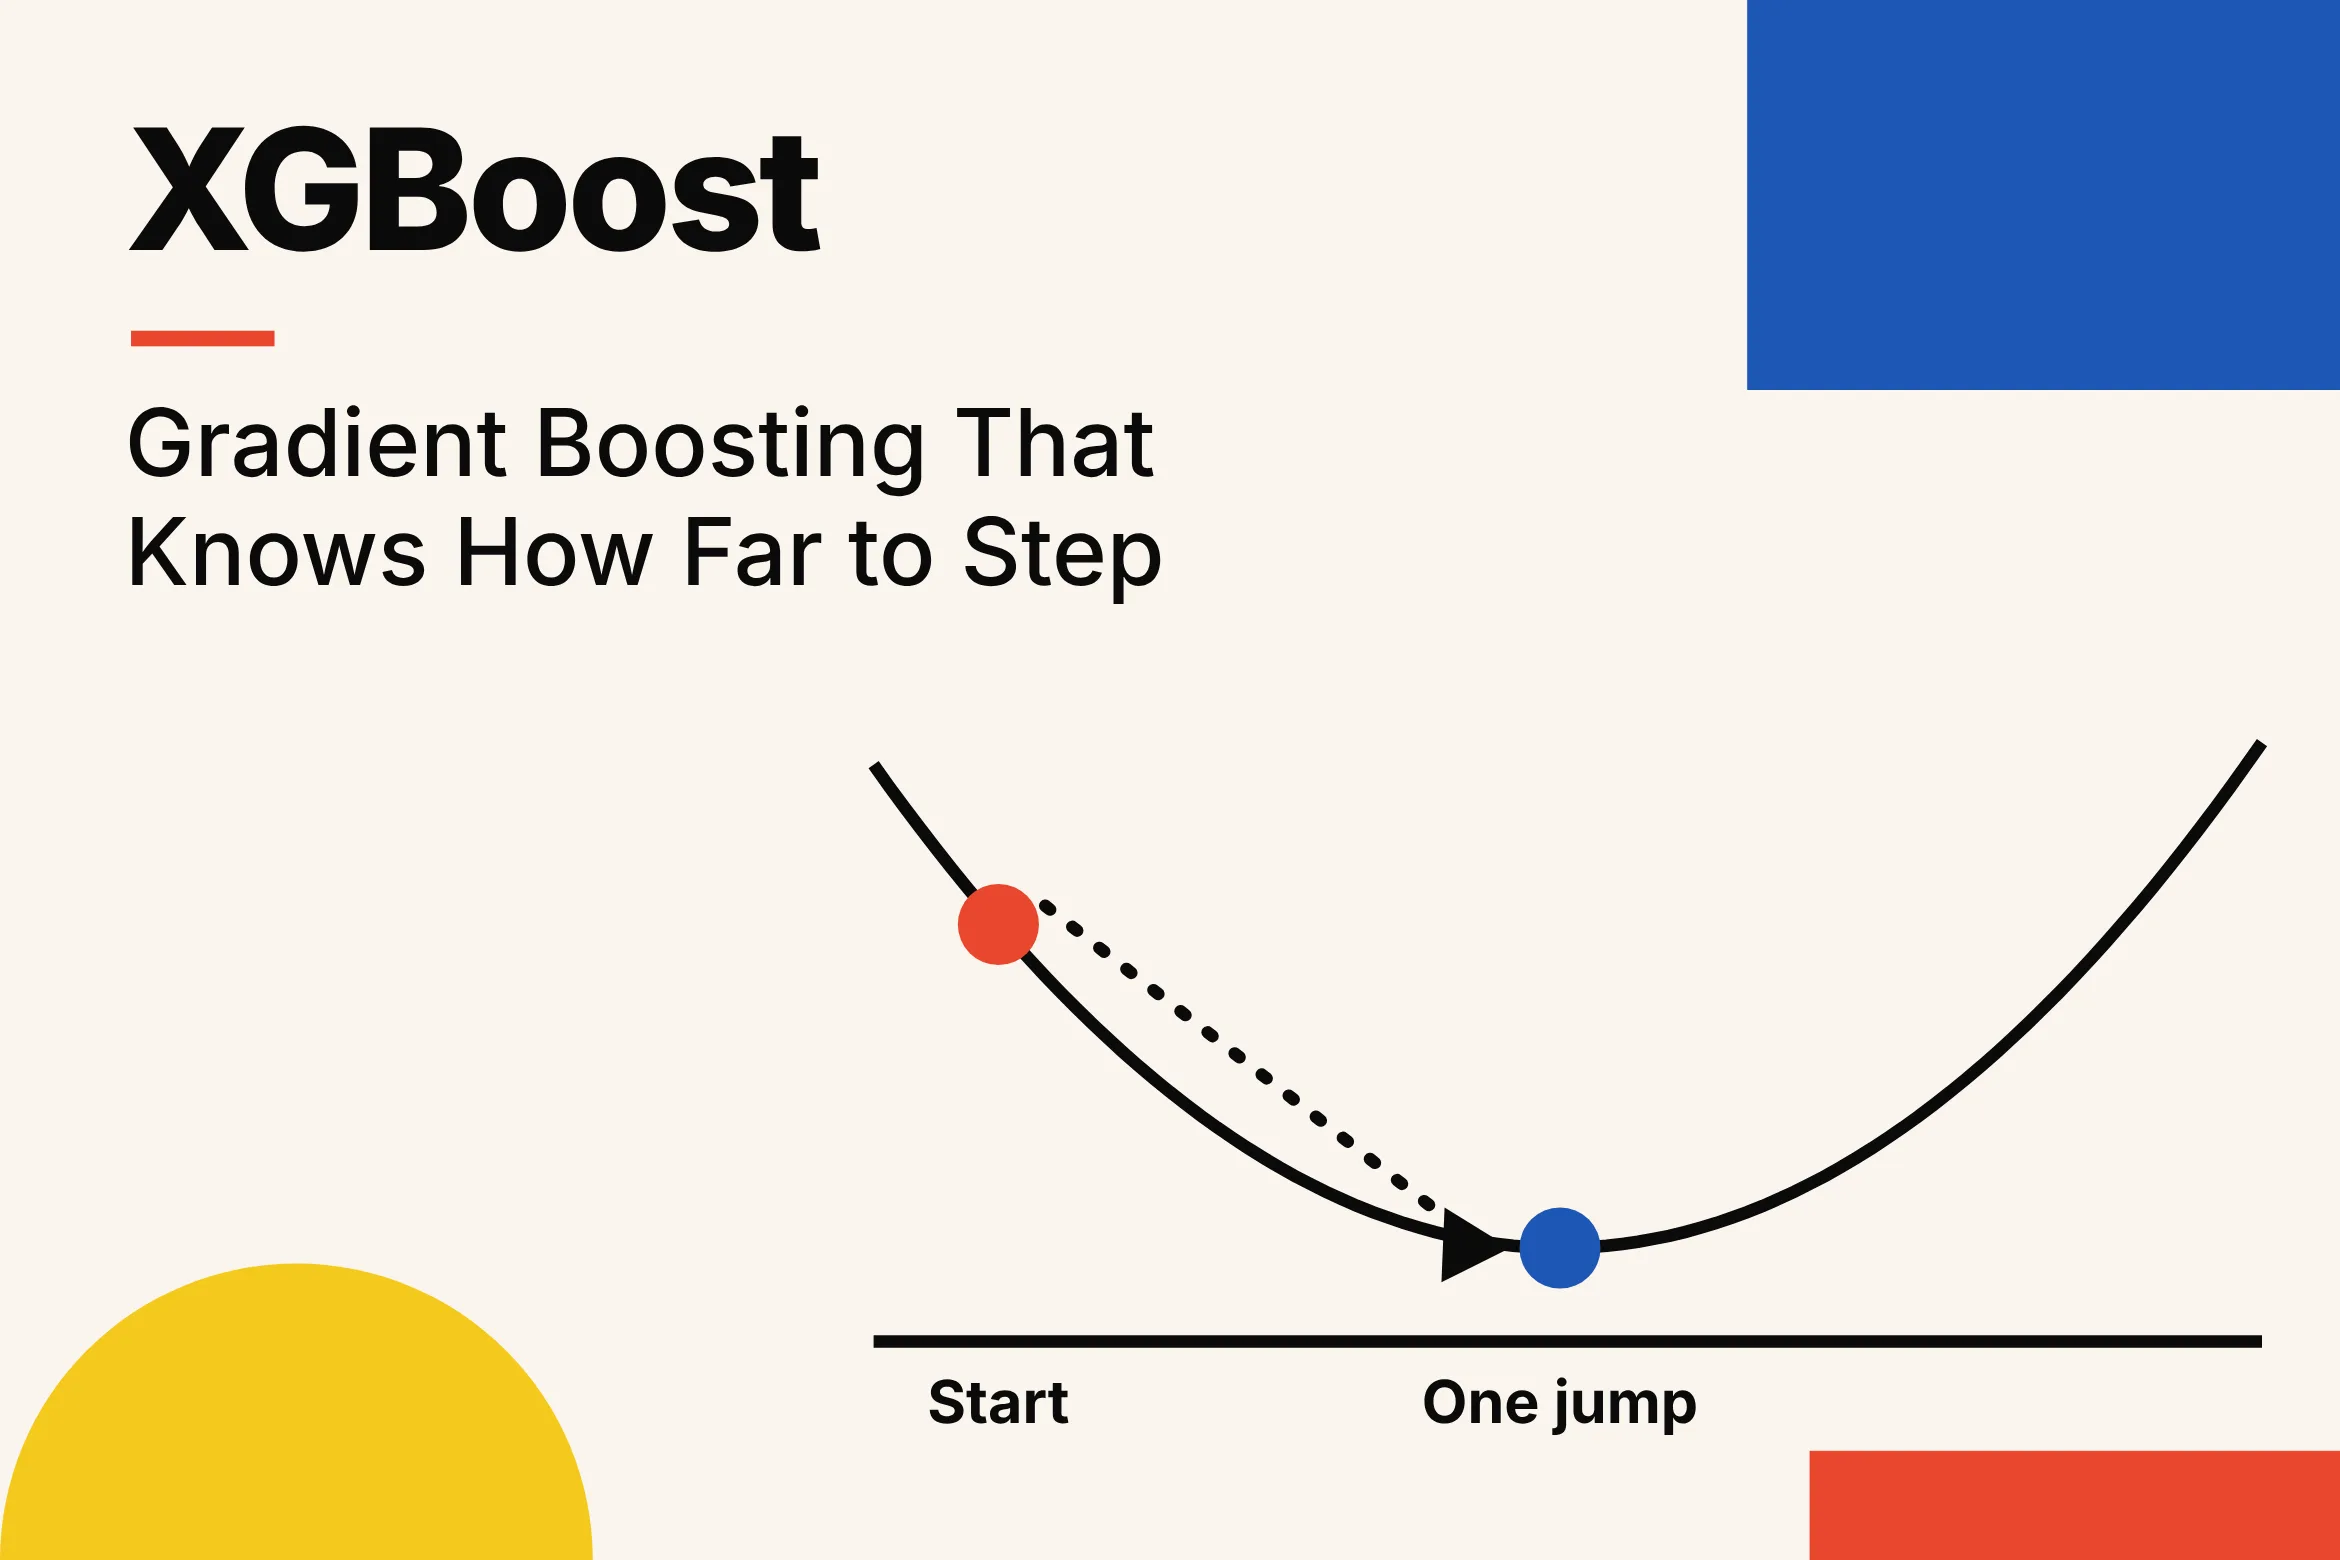 XGBoost
Gradient Boosting That
Knows How Far to Step
Start
One jump